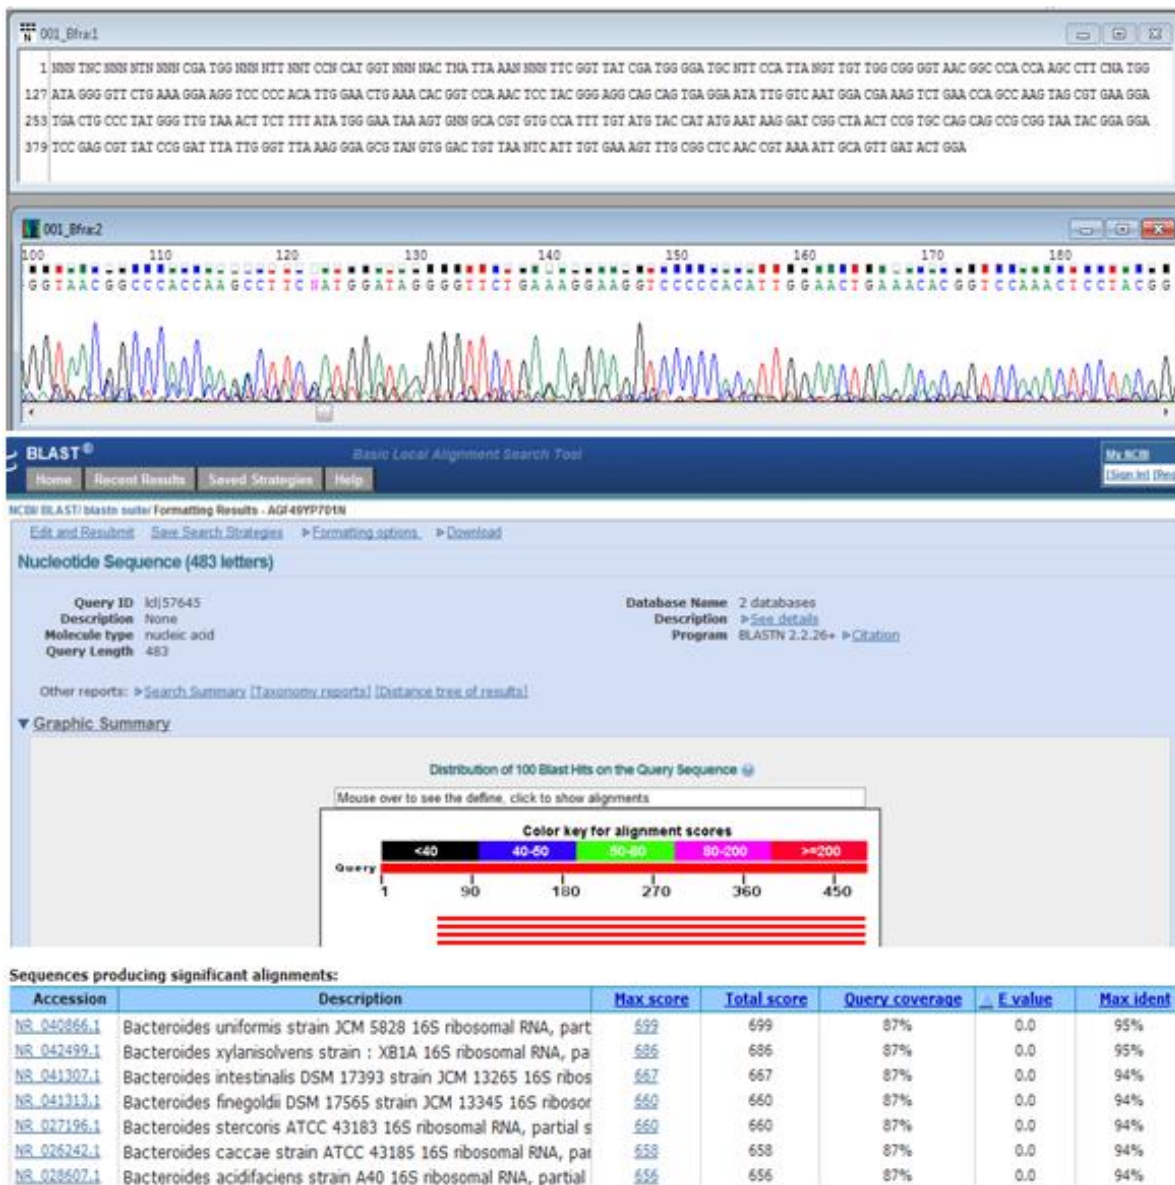 001_Bfra:1
1 NNN TNC NNN NTN NNN CGA TGG NNN NTT NNT CCN CAT GGT NNN NAC TNA TTA AAN NNN TTC GGT TAT CGA TGG GGA TGC NTT CCA TTA NGT TGT TGG CGG GGT AAC GGC CCA CCA AGC CTT CNA TGG
127 ATA GGG GTT CTG AAA GGA AGG TCC CCC ACA TTG GAA CTG AAA CAC GGT CCA AAC TCC TAC GGG AGG CAG CAG TGA GGA ATA TTG GTC AAT GGA CGA AAG TCT GAA CCA GCC AAG TAG CGT GAA GGA
253 TGA CTG CCC TAT GGG TTG TAA ACT TCT TTT ATA TGG GAA TAA AGT GNN GCA CGT GTG CCA TTT TGT ATG TAC CAT ATG AAT AAG GAT CGG CTA ACT CCG TGC CAG CAG CCG CGG TAA TAC GGA GGA
379 TCC GAG CGT TAT CCG GAT TTA TTG GGT TTA AAG GGA GCG TAN GTG GAC TGT TAA NTC ATT TGT GAA AGT TTG CGG CTC AAC CGT AAA ATT GCA GTT GAT ACT GGA
001_Bfra:2
100 110 120 130 140 150 160 170 180
GGTAACGGCCCACCAAGCCTTCNATGGATAGGGGTTCTGAAAGGAAGGTCCCCCACATTGGAACTGAAACACGGTCCAAACTCCTACGG
BLAST® Basic Local Alignment Search Tool My NCBI
Home Recent Results Saved Strategies Help [Sign In]
NCBI/ BLAST/ blastn suite/ Formatting Results - AGF49YP701N
Edit and Resubmit Save Search Strategies ▶Formatting options ▶Download
Nucleotide Sequence (483 letters)
Query ID lcl|57645 Database Name 2 databases
Description None Description ▶See details
Molecule type nucleic acid Program BLASTN 2.2.26+ ▶Citation
Query Length 483
Other reports: ▶Search Summary [Taxonomy reports] [Distance tree of results]
▼Graphic Summary
Distribution of 100 Blast Hits on the Query Sequence
Mouse over to see the define, click to show alignments
Color key for alignment scores
<40 40-50 50-80 80-200 >=200
Query
1 90 180 270 360 450
Sequences producing significant alignments:
Accession Description Max score Total score Query coverage E value Max ident
NR_040866.1 Bacteroides uniformis strain JCM 5828 16S ribosomal RNA, part 699 699 87% 0.0 95%
NR_042499.1 Bacteroides xylanisolvens strain : XB1A 16S ribosomal RNA, pa 686 686 87% 0.0 95%
NR_041307.1 Bacteroides intestinalis DSM 17393 strain JCM 13265 16S ribos 667 667 87% 0.0 94%
NR_041313.1 Bacteroides finegoldii DSM 17565 strain JCM 13345 16S ribosor 660 660 87% 0.0 94%
NR_027196.1 Bacteroides stercoris ATCC 43183 16S ribosomal RNA, partial s 660 660 87% 0.0 94%
NR_026242.1 Bacteroides caccae strain ATCC 43185 16S ribosomal RNA, pai 658 658 87% 0.0 94%
NR_028607.1 Bacteroides acidifaciens strain A40 16S ribosomal RNA, partial 656 656 87% 0.0 94%